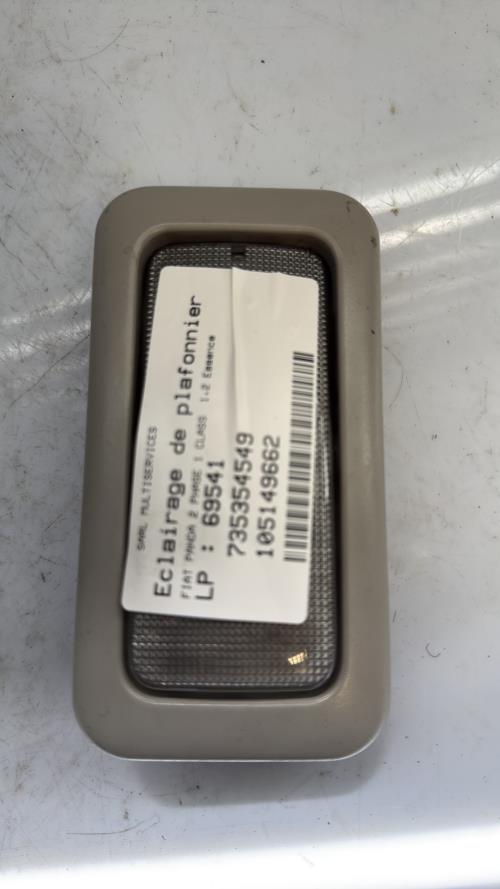 SARL MULTISERVICES
Eclairage de plafonnier
FIAT PANDA 2 PHASE 1 CLASS 1.2 Essence
LP : 69541
735354549
105149662